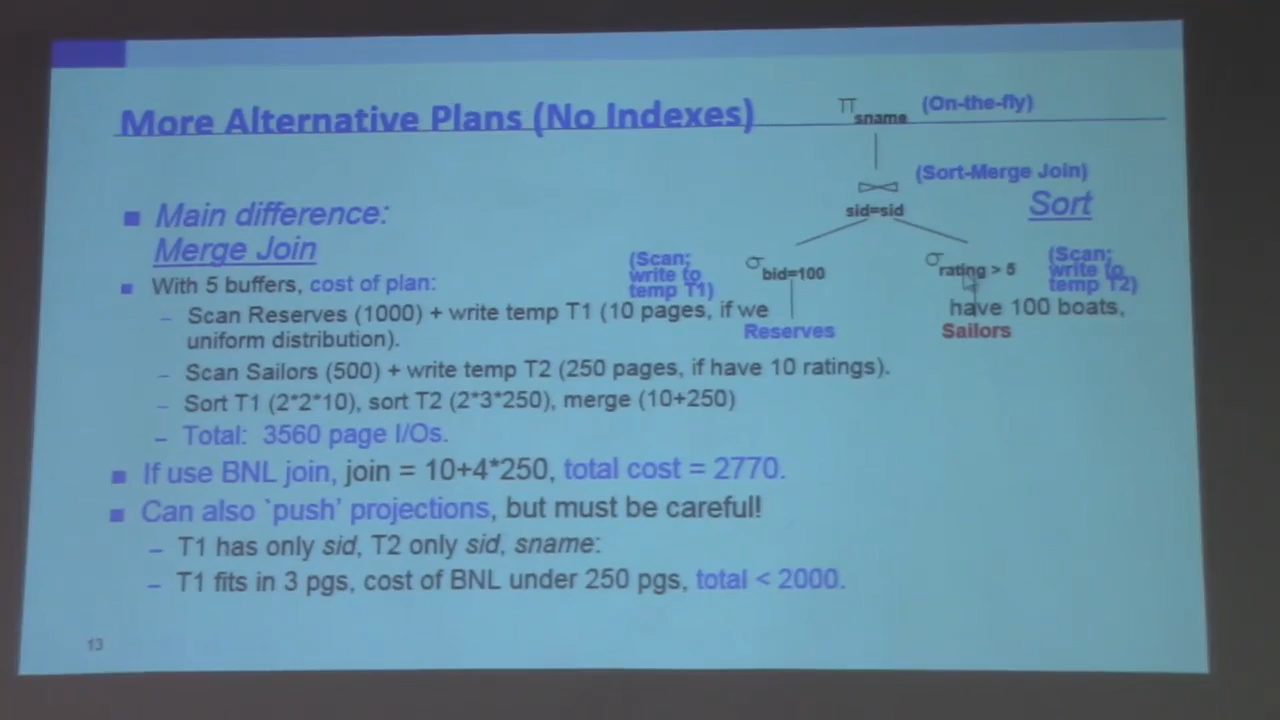 More Alternative Plans (No Indexes)
π sname (On-the-fly)
(Sort-Merge Join)
sid=sid
Sort
■ Main difference:
Merge Join
(Scan;
write to
temp T1)
σ bid=100
Reserves
σ rating > 5
(Scan;
write to
temp T2)
Sailors
■ With 5 buffers, cost of plan:
– Scan Reserves (1000) + write temp T1 (10 pages, if we have 100 boats,
uniform distribution).
– Scan Sailors (500) + write temp T2 (250 pages, if have 10 ratings).
– Sort T1 (2*2*10), sort T2 (2*3*250), merge (10+250)
– Total: 3560 page I/Os.
■ If use BNL join, join = 10+4*250, total cost = 2770.
■ Can also `push' projections, but must be careful!
– T1 has only sid, T2 only sid, sname:
– T1 fits in 3 pgs, cost of BNL under 250 pgs, total < 2000.
13